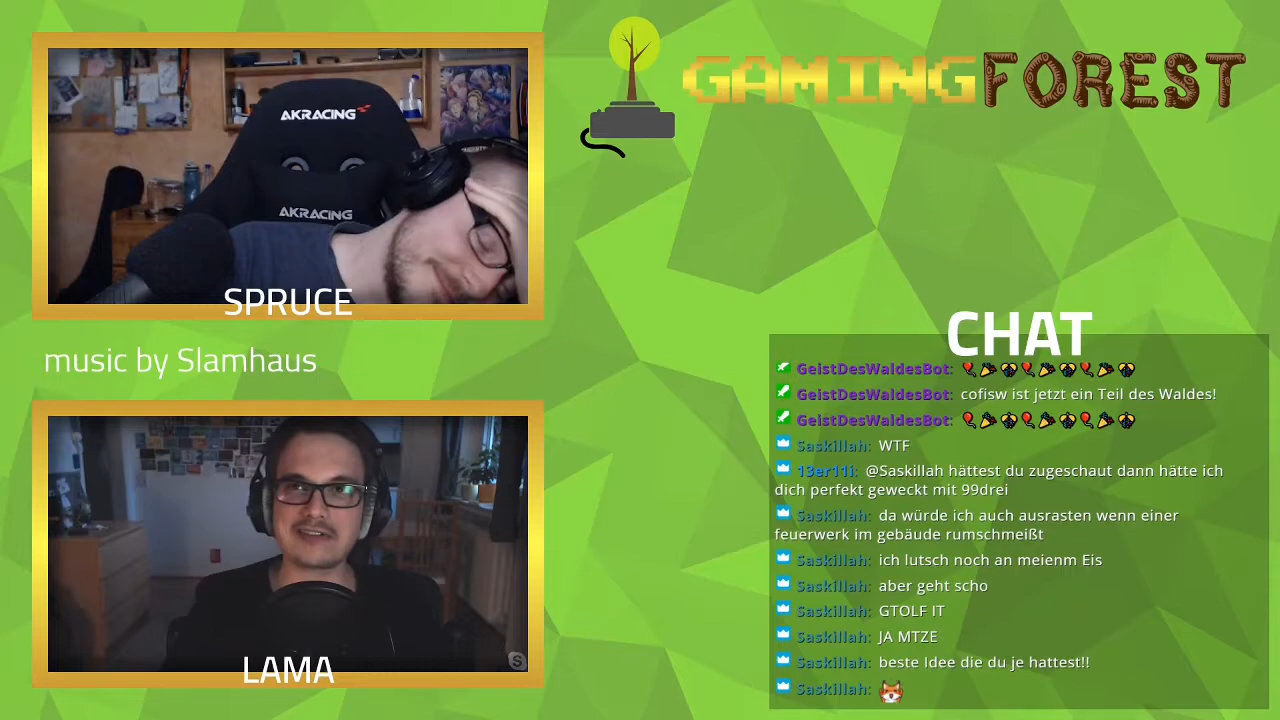 AKRACING
AKRACING
SPRUCE
music by Slamhaus
LAMA
GAMINGFOREST
CHAT
GeistDesWaldesBot:
GeistDesWaldesBot: cofisw ist jetzt ein Teil des Waldes!
GeistDesWaldesBot:
Saskillah: WTF
13er11i: @Saskillah hättest du zugeschaut dann hätte ich
dich perfekt geweckt mit 99drei
Saskillah: da würde ich auch ausrasten wenn einer
feuerwerk im gebäude rumschmeißt
Saskillah: ich lutsch noch an meienm Eis
Saskillah: aber geht scho
Saskillah: GTOLF IT
Saskillah: JA MTZE
Saskillah: beste Idee die du je hattest!!
Saskillah: